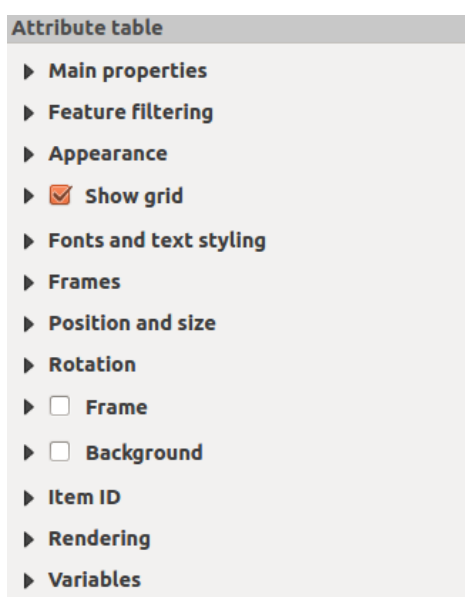 Attribute table
Main properties
Feature filtering
Appearance
Show grid
Fonts and text styling
Frames
Position and size
Rotation
Frame
Background
Item ID
Rendering
Variables